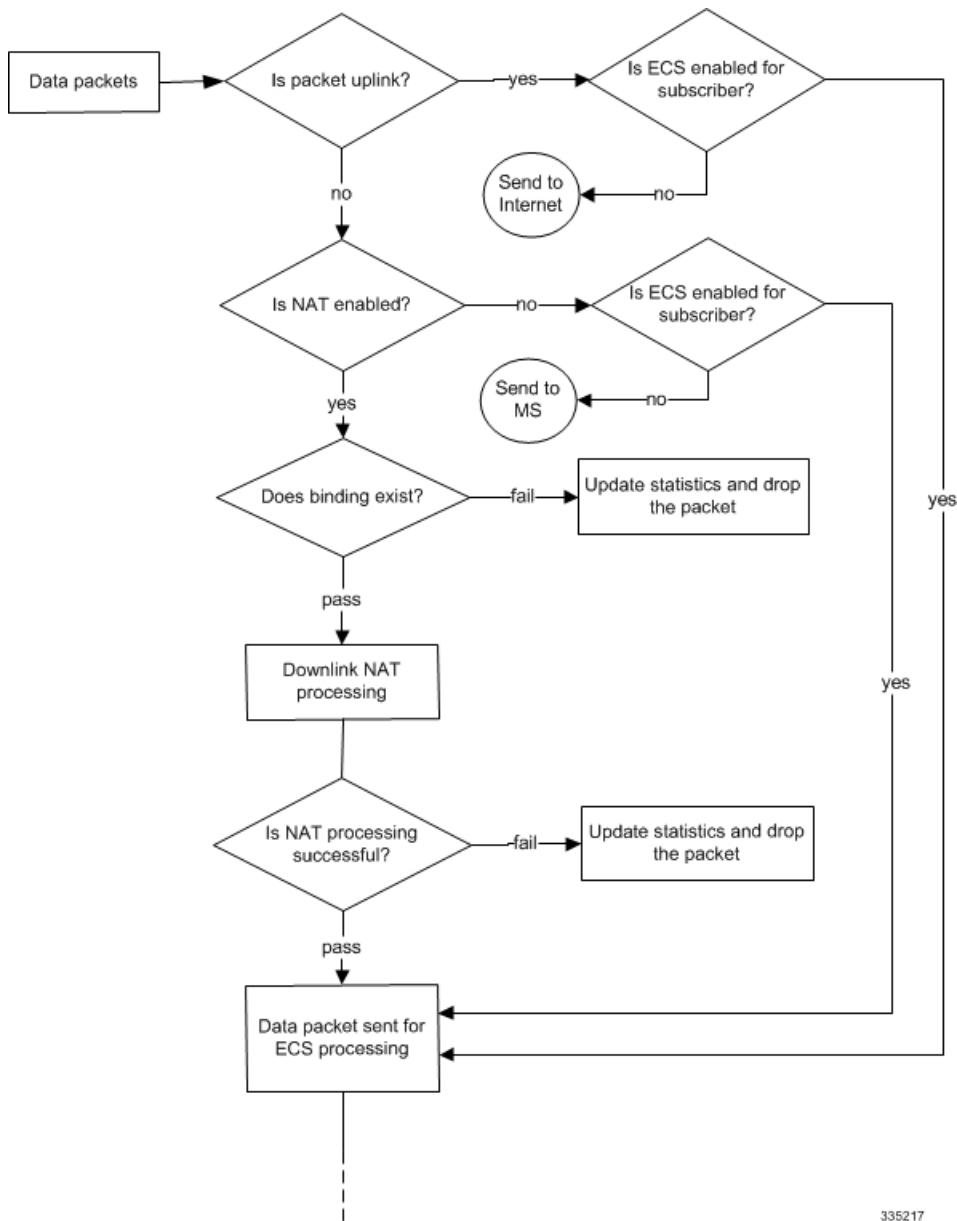 Data packets
Is packet uplink?
yes
Is ECS enabled for
subscriber?
no
Send to
Internet
no
Is NAT enabled?
no
Is ECS enabled for
subscriber?
yes
Send to
MS
no
Does binding exist?
fail
Update statistics and drop
the packet
yes
pass
Downlink NAT
processing
yes
Is NAT processing
successful?
fail
Update statistics and drop
the packet
pass
Data packet sent for
ECS processing
335217